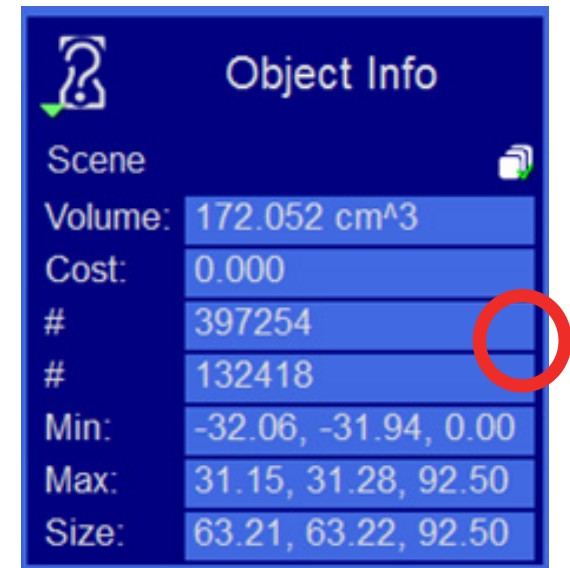 Object Info
Scene
Volume: 172.052 cm^3
Cost: 0.000
# 397254
# 132418
Min: -32.06, -31.94, 0.00
Max: 31.15, 31.28, 92.50
Size: 63.21, 63.22, 92.50